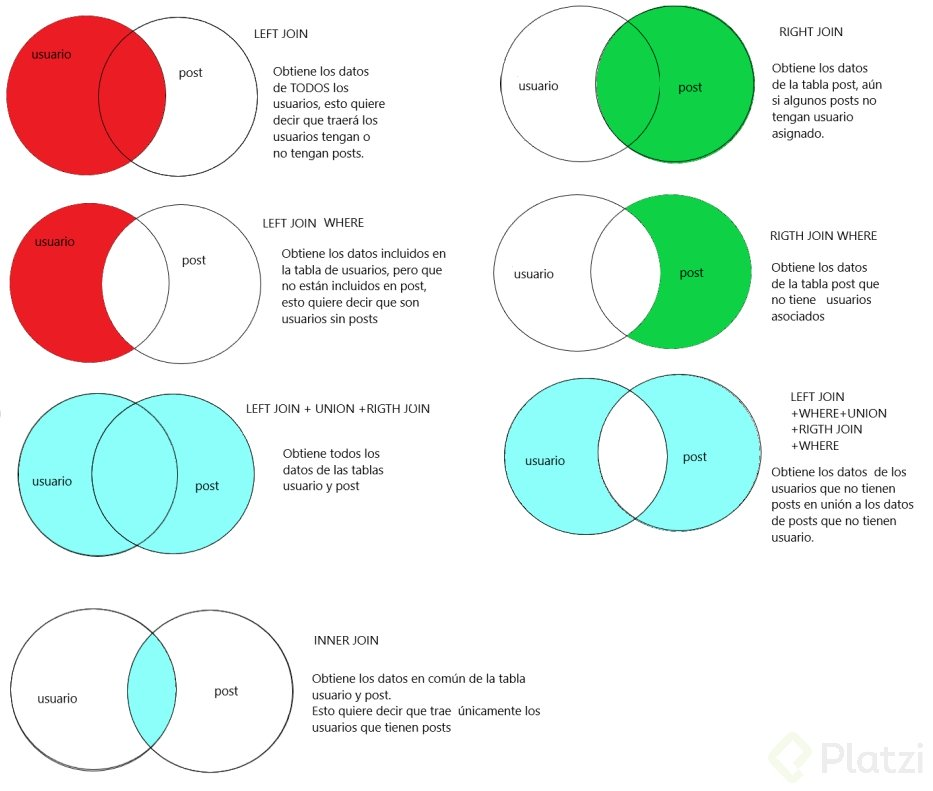 usuario
post
LEFT JOIN
Obtiene los datos
de TODOS los
usuarios, esto quiere
decir que traerá los
usuarios tengan o
no tengan posts.
usuario
post
RIGHT JOIN
Obtiene los datos
de la tabla post, aún
si algunos posts no
tengan usuario
asignado.
usuario
post
LEFT JOIN WHERE
Obtiene los datos incluidos en
la tabla de usuarios, pero que
no están incluidos en post,
esto quiere decir que son
usuarios sin posts
usuario
post
RIGTH JOIN WHERE
Obtiene los datos
de la tabla post que
no tiene usuarios
asociados
usuario
post
LEFT JOIN + UNION +RIGTH JOIN
Obtiene todos los
datos de las tablas
usuario y post
usuario
post
LEFT JOIN
+WHERE+UNION
+RIGTH JOIN
+WHERE
Obtiene los datos de los
usuarios que no tienen
posts en unión a los datos
de posts que no tienen
usuario.
usuario
post
INNER JOIN
Obtiene los datos en común de la tabla
usuario y post.
Esto quiere decir que trae únicamente los
usuarios que tienen posts
Platzi